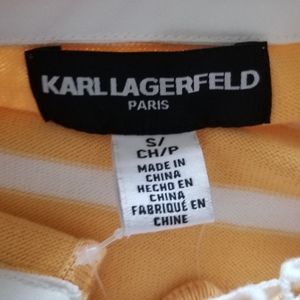 KARL LAGERFELD
PARIS
S/
CH/P
MADE IN
CHINA
HECHO EN
CHINA
FABRIQUÉ EN
CHINE